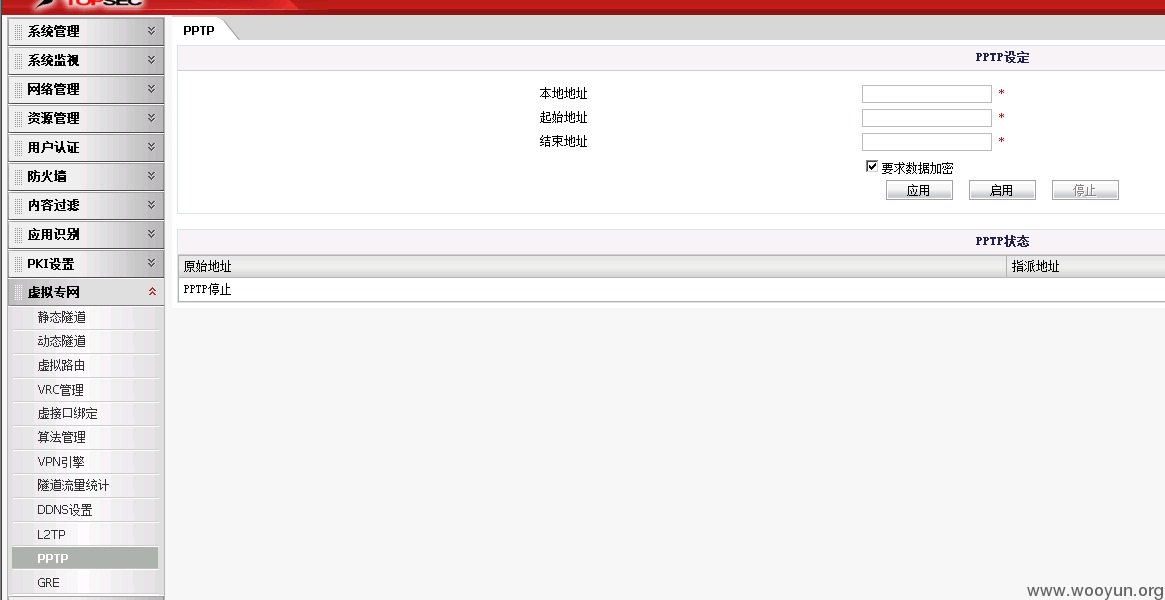 TOPSEC
系统管理
系统监视
网络管理
资源管理
用户认证
防火墙
内容过滤
应用识别
PKI设置
虚拟专网
静态隧道
动态隧道
虚拟路由
VRC管理
虚接口绑定
算法管理
VPN引擎
隧道流量统计
DDNS设置
L2TP
PPTP
GRE
PPTP
PPTP设定
本地地址 *
起始地址 *
结束地址 *
要求数据加密
应用 启用 停止
PPTP状态
原始地址 指派地址
PPTP停止
www.wooyun.org